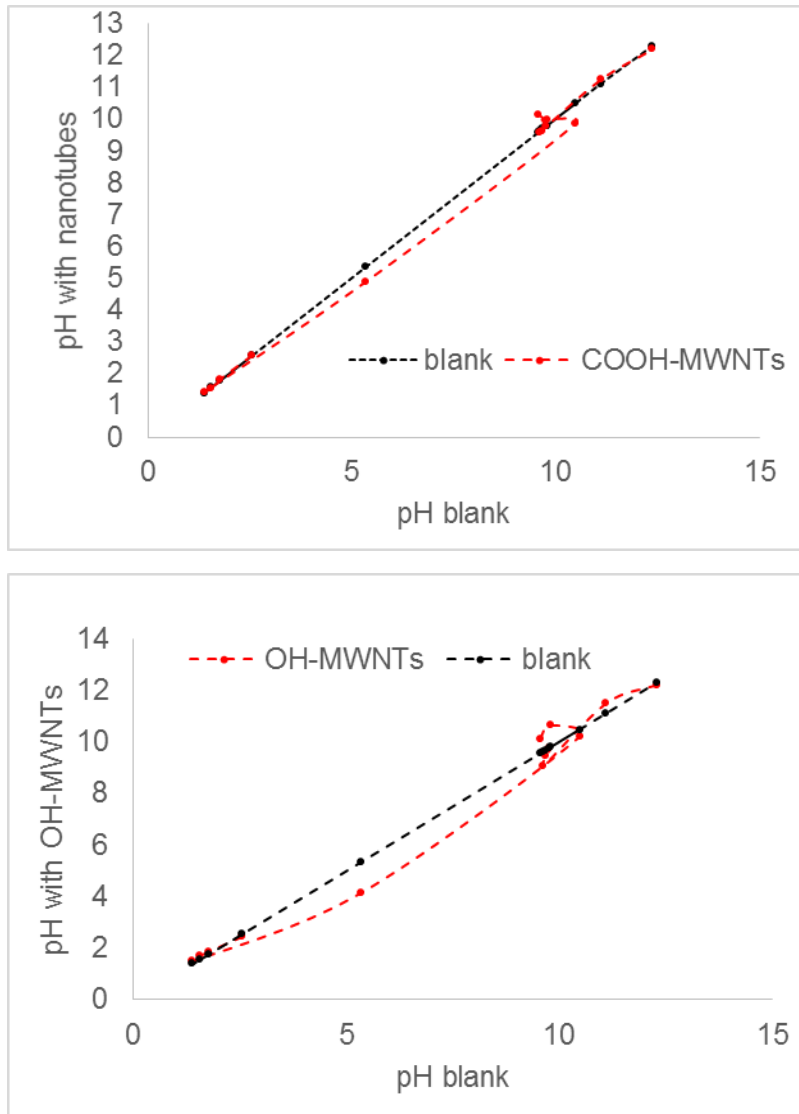 13
12
11
10
9
8
7
6
5
4
3
2
1
0
pH with nanotubes
blank COOH-MWNTs
0 5 10 15
pH blank
14
12
10
8
6
4
2
0
pH with OH-MWNTs
OH-MWNTs blank
0 5 10 15
pH blank